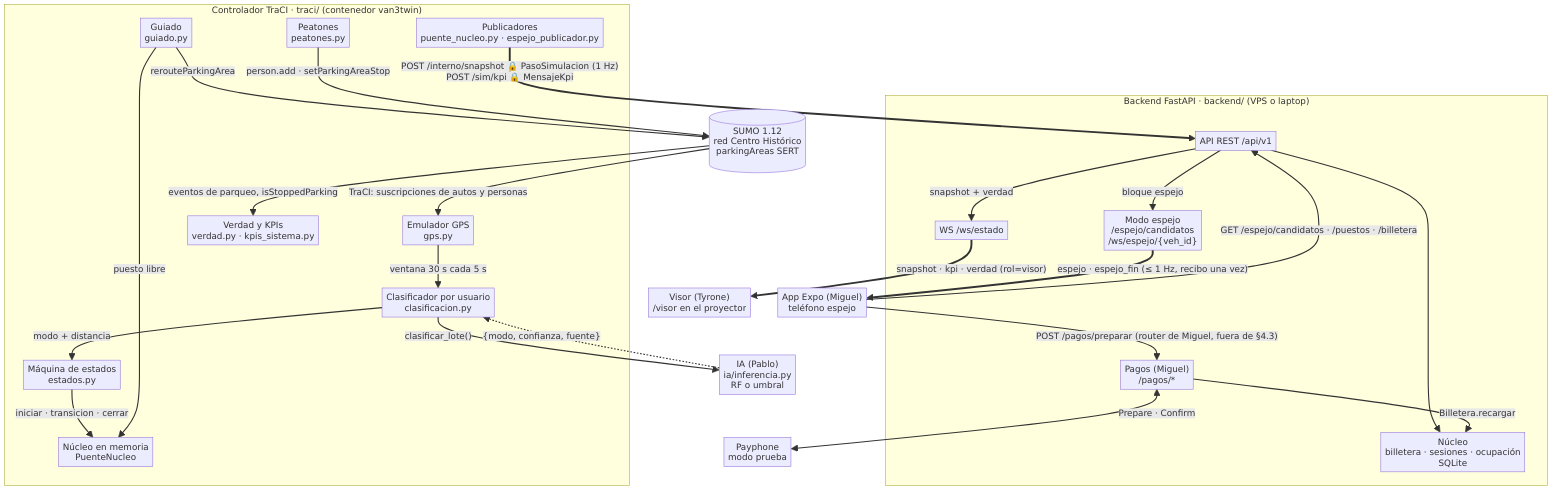 Controlador TraCI · traci/ (contenedor van3twin)
Guiado
guiado.py
Peatones
peatones.py
Publicadores
puente_nucleo.py · espejo_publicador.py
rerouteParkingArea
person.add · setParkingAreaStop
POST /interno/snapshot 🔒 PasoSimulacion (1 Hz)
POST /sim/kpi 🔒 MensajeKpi
Backend FastAPI · backend/ (VPS o laptop)
SUMO 1.12
red Centro Histórico
parkingAreas SERT
API REST /api/v1
eventos de parqueo, isStoppedParking
TraCI: suscripciones de autos y personas
snapshot + verdad
bloque espejo
Verdad y KPIs
verdad.py · kpis_sistema.py
Emulador GPS
gps.py
WS /ws/estado
Modo espejo
/espejo/candidatos
/ws/espejo/{veh_id}
GET /espejo/candidatos · /puestos · /billetera
puesto libre
ventana 30 s cada 5 s
snapshot · kpi · verdad (rol=visor)
espejo · espejo_fin (≤ 1 Hz, recibo una vez)
Clasificador por usuario
clasificacion.py
Visor (Tyrone)
/visor en el proyector
App Expo (Miguel)
teléfono espejo
modo + distancia
clasificar_lote()
{modo, confianza, fuente}
POST /pagos/preparar (router de Miguel, fuera de §4.3)
Máquina de estados
estados.py
IA (Pablo)
ia/inferencia.py
RF o umbral
Pagos (Miguel)
/pagos/*
iniciar · transicion · cerrar
Prepare · Confirm
Billetera.recargar
Núcleo en memoria
PuenteNucleo
Payphone
modo prueba
Núcleo
billetera · sesiones · ocupación
SQLite